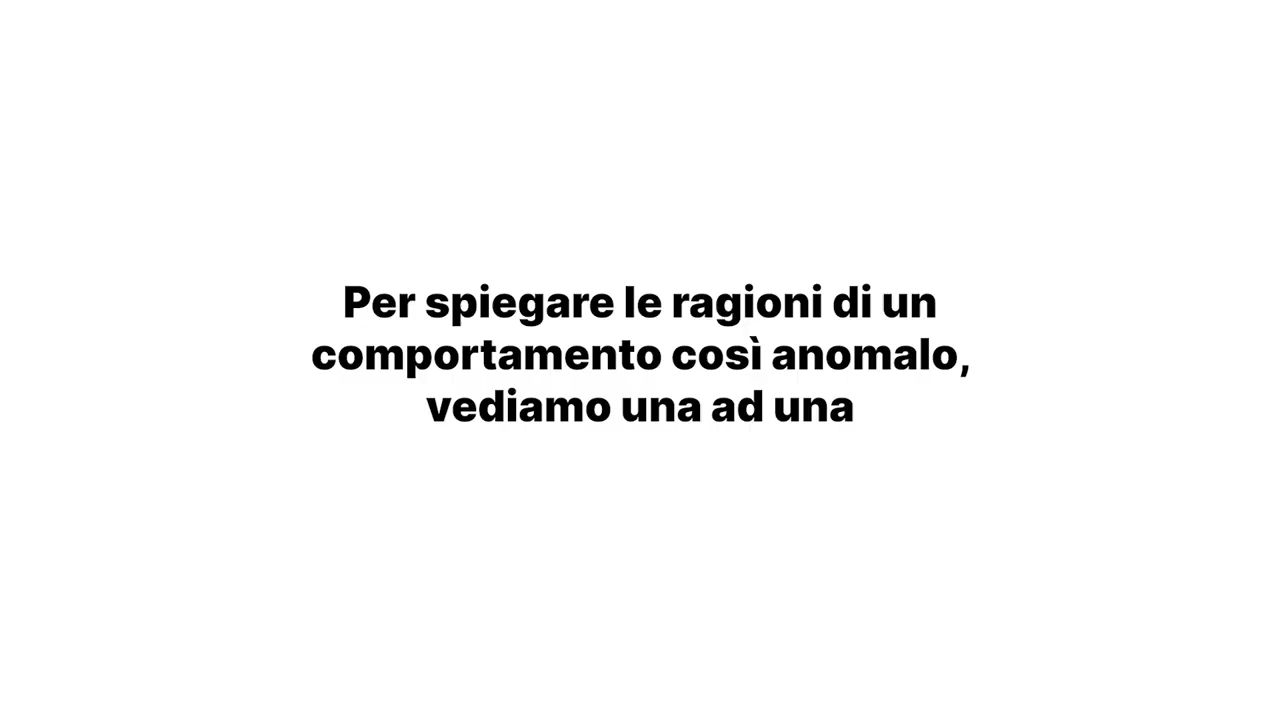 Per spiegare le ragioni di un
comportamento così anomalo,
vediamo una ad una